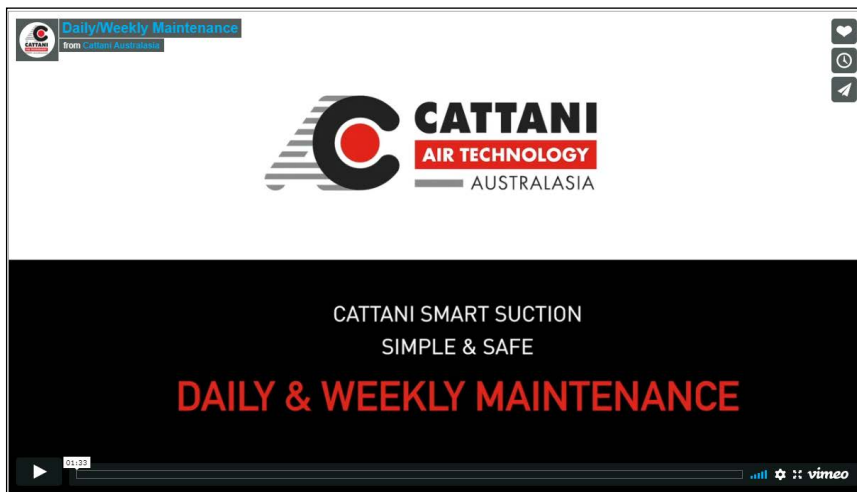 Daily/Weekly Maintenance
from Cattani Australasia
CATTANI
CATTANI
AIR TECHNOLOGY
AUSTRALASIA
CATTANI SMART SUCTION
SIMPLE & SAFE
DAILY & WEEKLY MAINTENANCE
01:33
vimeo